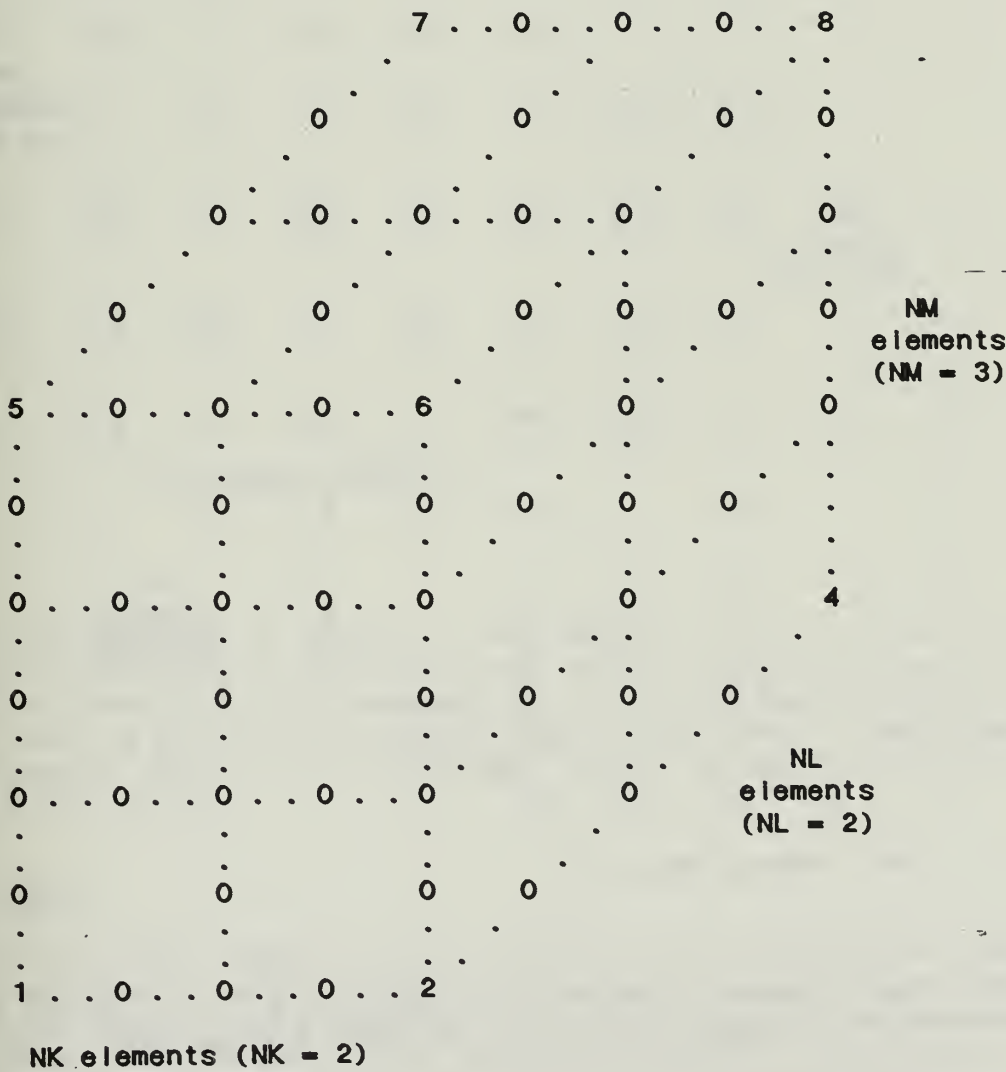 7 . . O . . O . . O . . 8
O O O O
O . . O . . O . . O . . O O
O O O O O O
NM
elements
(NM = 3)
5 . . O . . O . . O . . 6 O O
O O O O O O
O . . O . . O . . O . . O O 4
O O O O O O
NL
elements
(NL = 2)
O . . O . . O . . O . . O O
O O O O
1 . . O . . O . . O . . 2
NK elements (NK = 2)